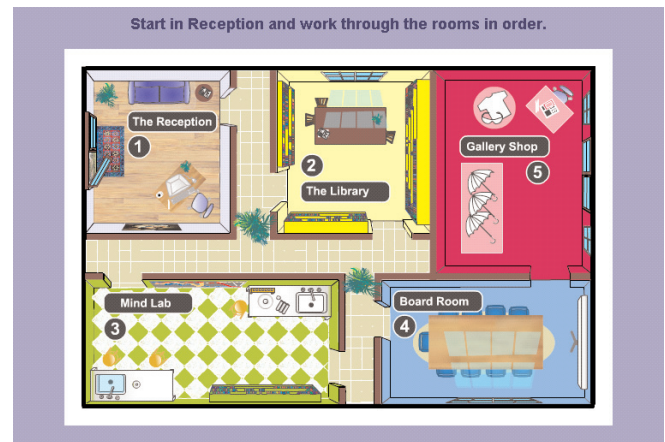 Start in Reception and work through the rooms in order.
The Reception
1
2
The Library
Gallery Shop
5
Mind Lab
3
Board Room
4